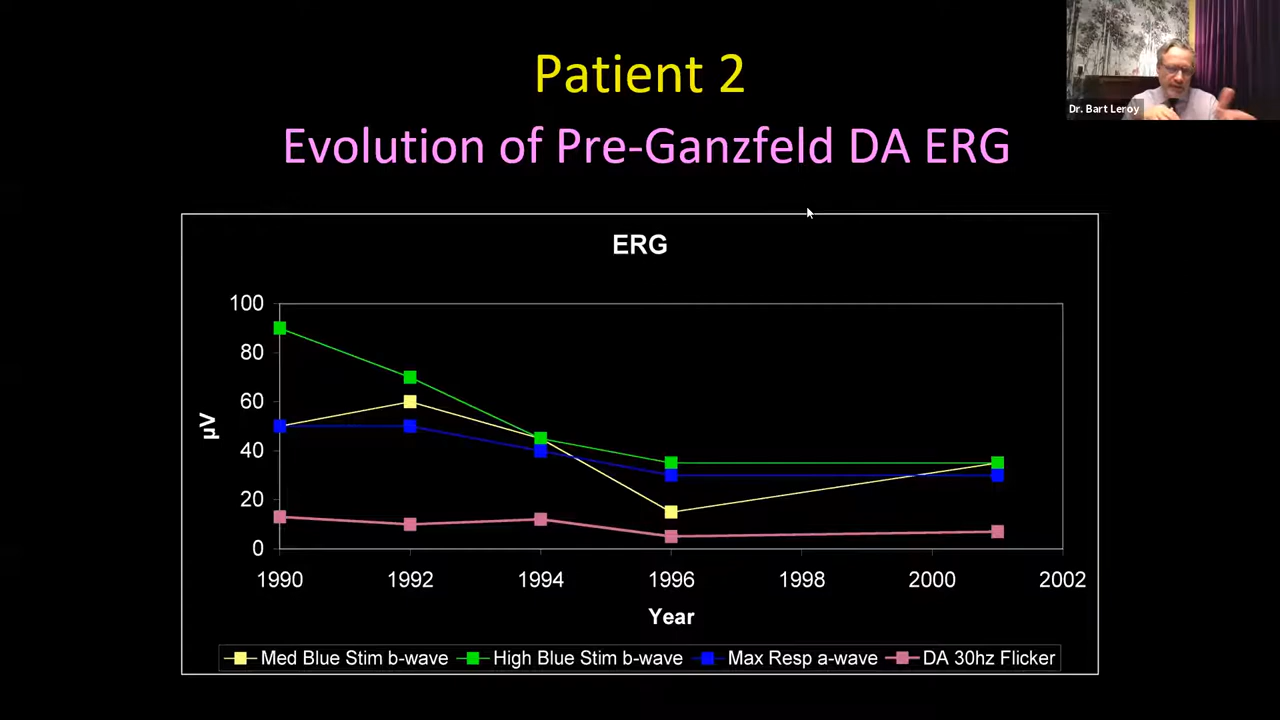 Patient 2
Evolution of Pre-Ganzfeld DA ERG
Dr. Bart Leroy
ERG
100
80
60
40
20
0
µV
1990 1992 1994 1996 1998 2000 2002
Year
Med Blue Stim b-wave High Blue Stim b-wave Max Resp a-wave DA 30hz Flicker